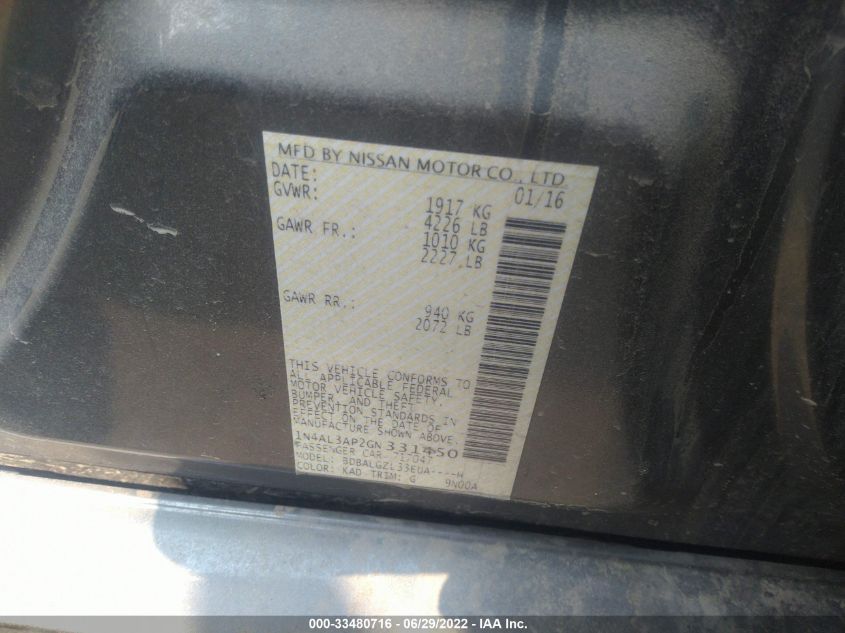 MFD BY NISSAN MOTOR CO., LTD.
DATE: 01/16
GVWR: 1917 KG
4226 LB
GAWR FR.: 1010 KG
2227 LB
GAWR RR.: 940 KG
2072 LB
THIS VEHICLE CONFORMS TO
ALL APPLICABLE FEDERAL
MOTOR VEHICLE SAFETY,
BUMPER, AND THEFT
PREVENTION STANDARDS IN
EFFECT ON THE DATE OF
MANUFACTURE SHOWN ABOVE.
1N4AL3AP2GN331450
PASSENGER CAR
MODEL: BDBALGZL33EUA----W
COLOR: KAD TRIM: G 9N00A
000-33480716 - 06/29/2022 - IAA Inc.